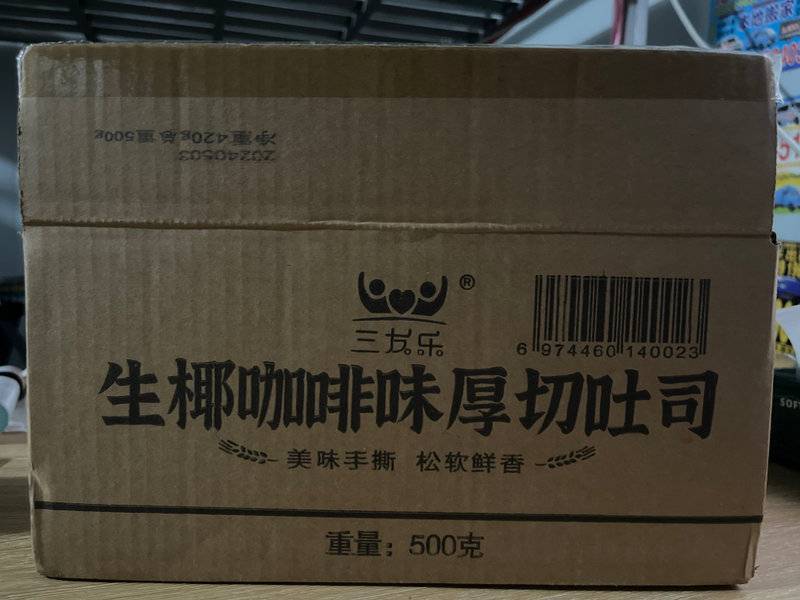 净重420g 总重500g
20240503
®
三友乐
6 974460 140023
生椰咖啡味厚切吐司
美味手撕 松软鲜香
重量：500克